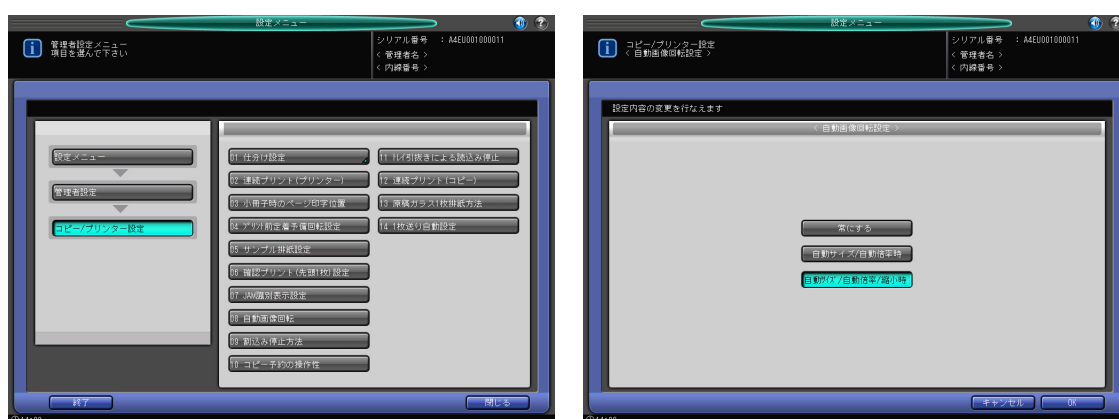 設定メニュー
管理者設定メニュー
項目を選んで下さい
シリアル番号 : A4EU001000011
< 管理者名 >
< 内線番号 >
設定メニュー
管理者設定
コピー/プリンター設定
01 仕分け設定
02 連続プリント(プリンター)
03 小冊子時のページ印字位置
04 プリント前定着予備回転設定
05 サンプル排紙設定
06 確認プリント(先頭1枚)設定
07 JAM識別表示設定
08 自動画像回転
09 割込み停止方法
10 コピー予約の操作性
11 トレイ引抜きによる読込み停止
12 連続プリント(コピー)
13 原稿ガラス1枚排紙方法
14 1枚送り自動設定
終了
閉じる
設定メニュー
コピー/プリンター設定
< 自動画像回転設定 >
シリアル番号 : A4EU001000011
< 管理者名 >
< 内線番号 >
設定内容の変更を行なえます
< 自動画像回転設定 >
常にする
自動サイズ/自動倍率時
自動サイズ/自動倍率/縮小時
キャンセル
OK